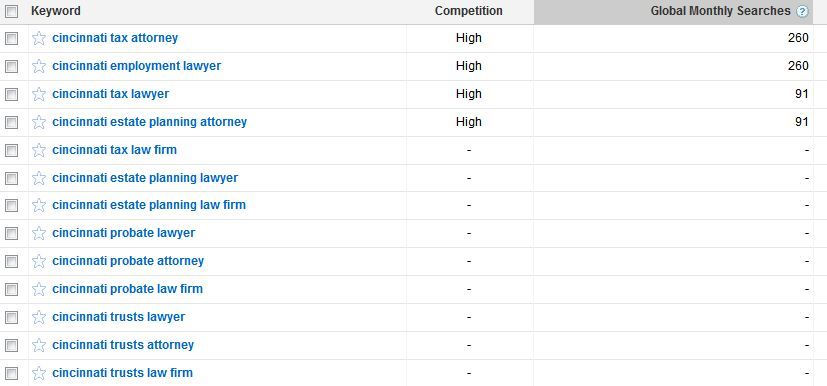 Keyword Competition Global Monthly Searches ?
cincinnati tax attorney High 260
cincinnati employment lawyer High 260
cincinnati tax lawyer High 91
cincinnati estate planning attorney High 91
cincinnati tax law firm - -
cincinnati estate planning lawyer - -
cincinnati estate planning law firm - -
cincinnati probate lawyer - -
cincinnati probate attorney - -
cincinnati probate law firm - -
cincinnati trusts lawyer - -
cincinnati trusts attorney - -
cincinnati trusts law firm - -